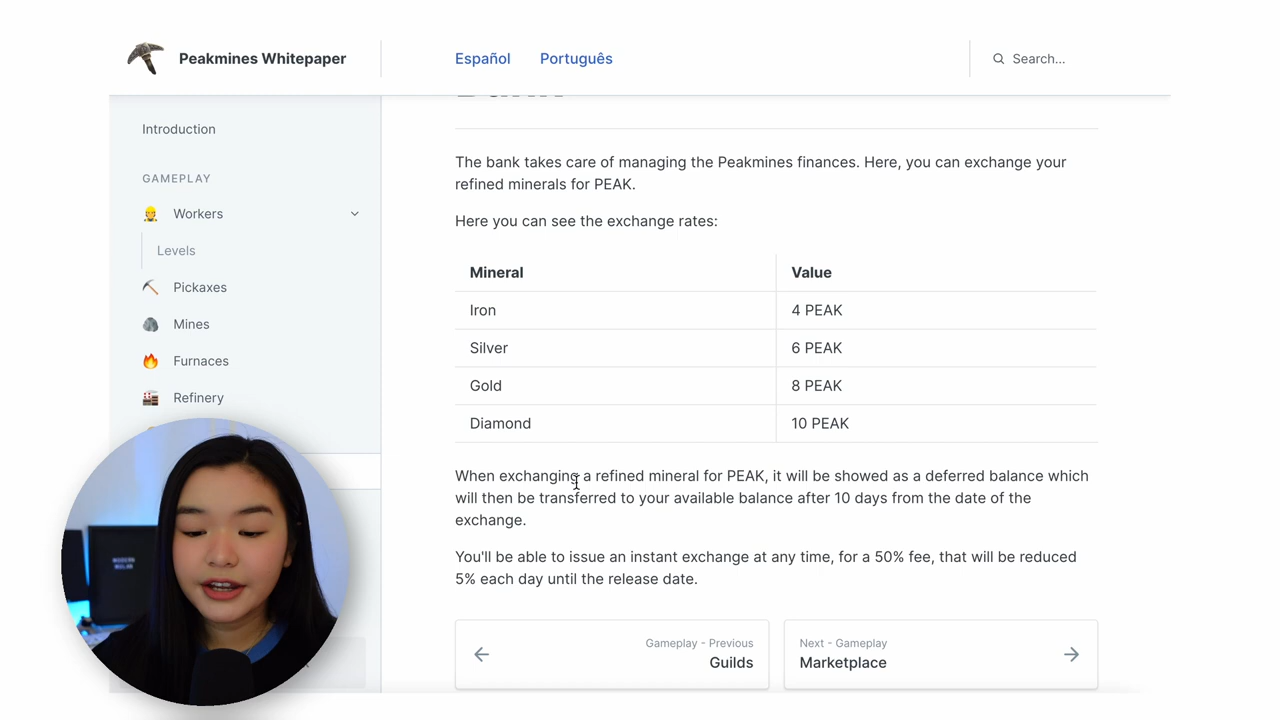 Peakmines Whitepaper
Español
Português
Search...
Introduction
GAMEPLAY
Workers
Levels
Pickaxes
Mines
Furnaces
Refinery
The bank takes care of managing the Peakmines finances. Here, you can exchange your
refined minerals for PEAK.
Here you can see the exchange rates:
Mineral Value
Iron 4 PEAK
Silver 6 PEAK
Gold 8 PEAK
Diamond 10 PEAK
When exchanging a refined mineral for PEAK, it will be showed as a deferred balance which
will then be transferred to your available balance after 10 days from the date of the
exchange.
You'll be able to issue an instant exchange at any time, for a 50% fee, that will be reduced
5% each day until the release date.
Gameplay - Previous
Guilds
Next - Gameplay
Marketplace